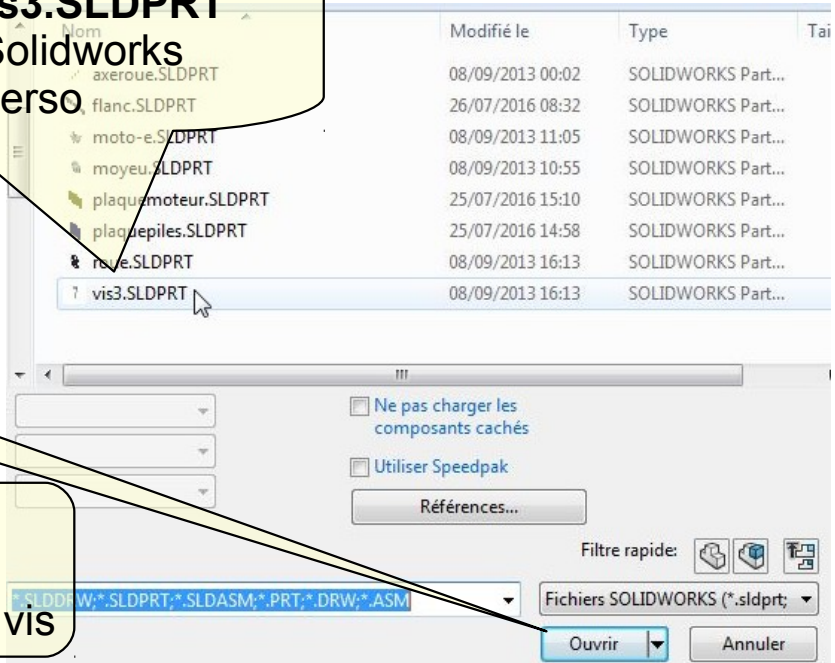 s3.SLDPRT
Solidworks
erso
Nom Modifié le Type Tai
axeroue.SLDPRT 08/09/2013 00:02 SOLIDWORKS Part...
flanc.SLDPRT 26/07/2016 08:32 SOLIDWORKS Part...
moto-e.SLDPRT 08/09/2013 11:05 SOLIDWORKS Part...
moyeu.SLDPRT 08/09/2013 10:55 SOLIDWORKS Part...
plaquemoteur.SLDPRT 25/07/2016 15:10 SOLIDWORKS Part...
plaquepiles.SLDPRT 25/07/2016 14:58 SOLIDWORKS Part...
roue.SLDPRT 08/09/2013 16:13 SOLIDWORKS Part...
vis3.SLDPRT 08/09/2013 16:13 SOLIDWORKS Part...
Ne pas charger les
composants cachés
Utiliser Speedpak
Références...
Filtre rapide:
*.SLDDRW;*.SLDPRT;*.SLDASM;*.PRT;*.DRW;*.ASM Fichiers SOLIDWORKS (*.sldprt;
vis
Ouvrir Annuler